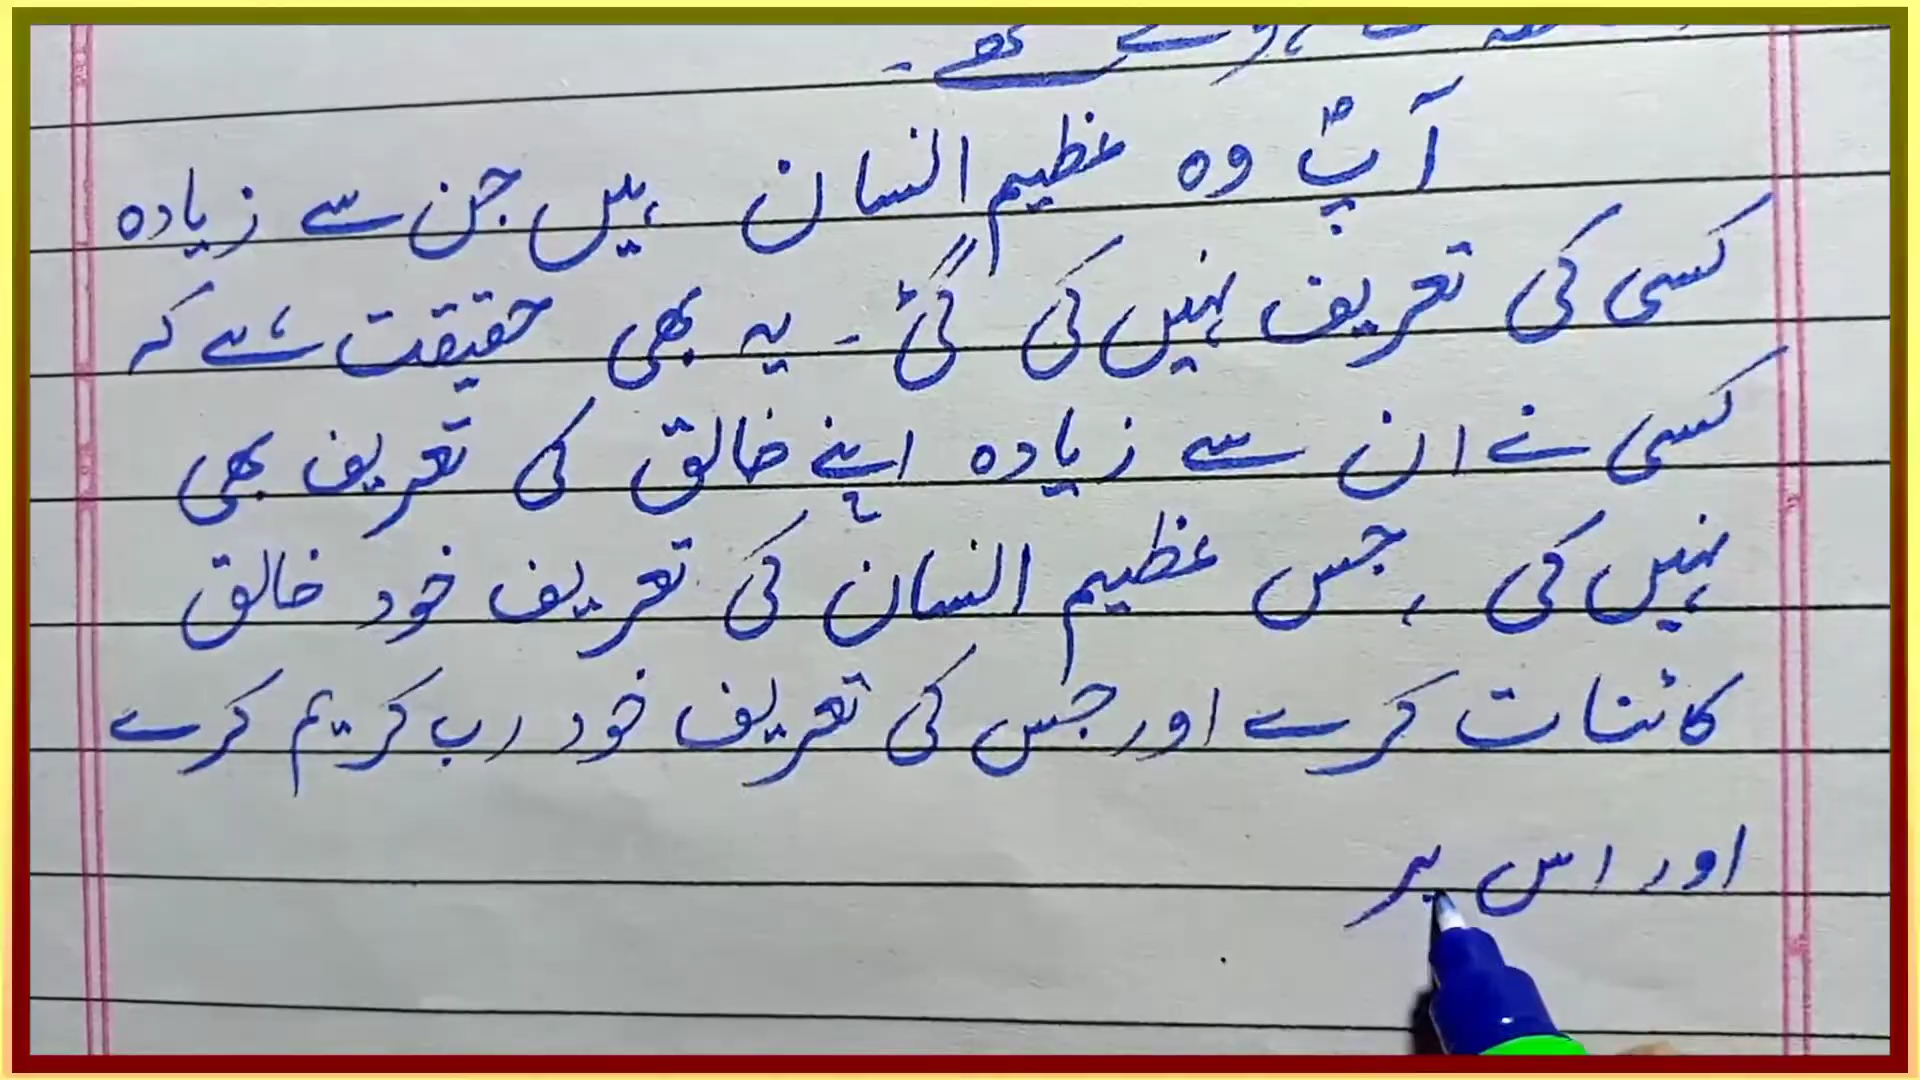 ہوئے تھے۔
آپؐ وہ عظیم انسان ہیں جن سے زیادہ
کسی کی تعریف نہیں کی گئی۔ یہ بھی حقیقت ہے کہ
کسی نے ان سے زیادہ اپنے خالق کی تعریف بھی
نہیں کی، جس عظیم انسان کی تعریف خود خالق
کائنات کرے اور جس کی تعریف خود رب کریم کرے
اور اس پر